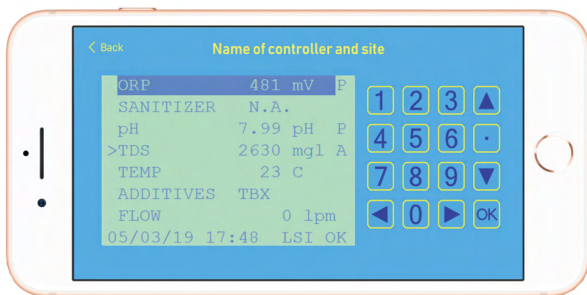 < Back
Name of controller and site
ORP 481 mV P
SANITIZER N.A.
pH 7.99 pH P
>TDS 2630 mgl A
TEMP 23 C
ADDITIVES TBX
FLOW 0 lpm
05/03/19 17:48 LSI OK
1 2 3 ▲
4 5 6 ·
7 8 9 ▼
◀ 0 ▶ OK